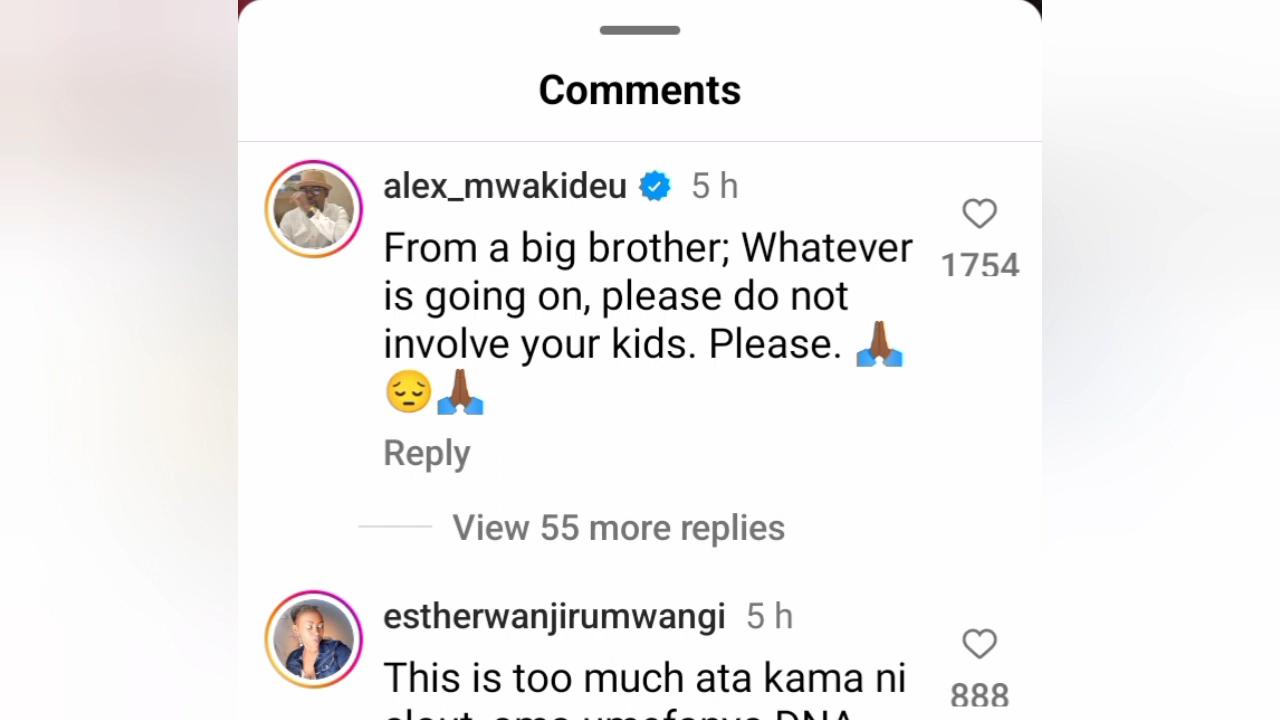 Comments
alex_mwakideu 5 h
From a big brother; Whatever
is going on, please do not
involve your kids. Please. 🙏🏾
😔🙏🏾
1754
Reply
View 55 more replies
estherwanjirumwangi 5 h
This is too much ata kama ni
888